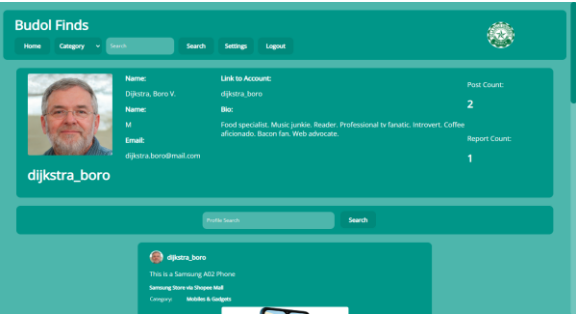 Budol Finds
Home Category Search Search Settings Logout
Name: Link to Account: Post Count:
Dijkstra, Boro V. dijkstra_boro 2
Name: Bio: Report Count:
M Food specialist. Music junkie. Reader. Professional tv fanatic. Introvert. Coffee
aficionado. Bacon fan. Web advocate.
Email: 1
dijkstra.boro@mail.com
dijkstra_boro
Profile Search Search
dijkstra_boro
This is a Samsung A02 Phone
Samsung Store via Shopee Mall
Category: Mobiles & Gadgets